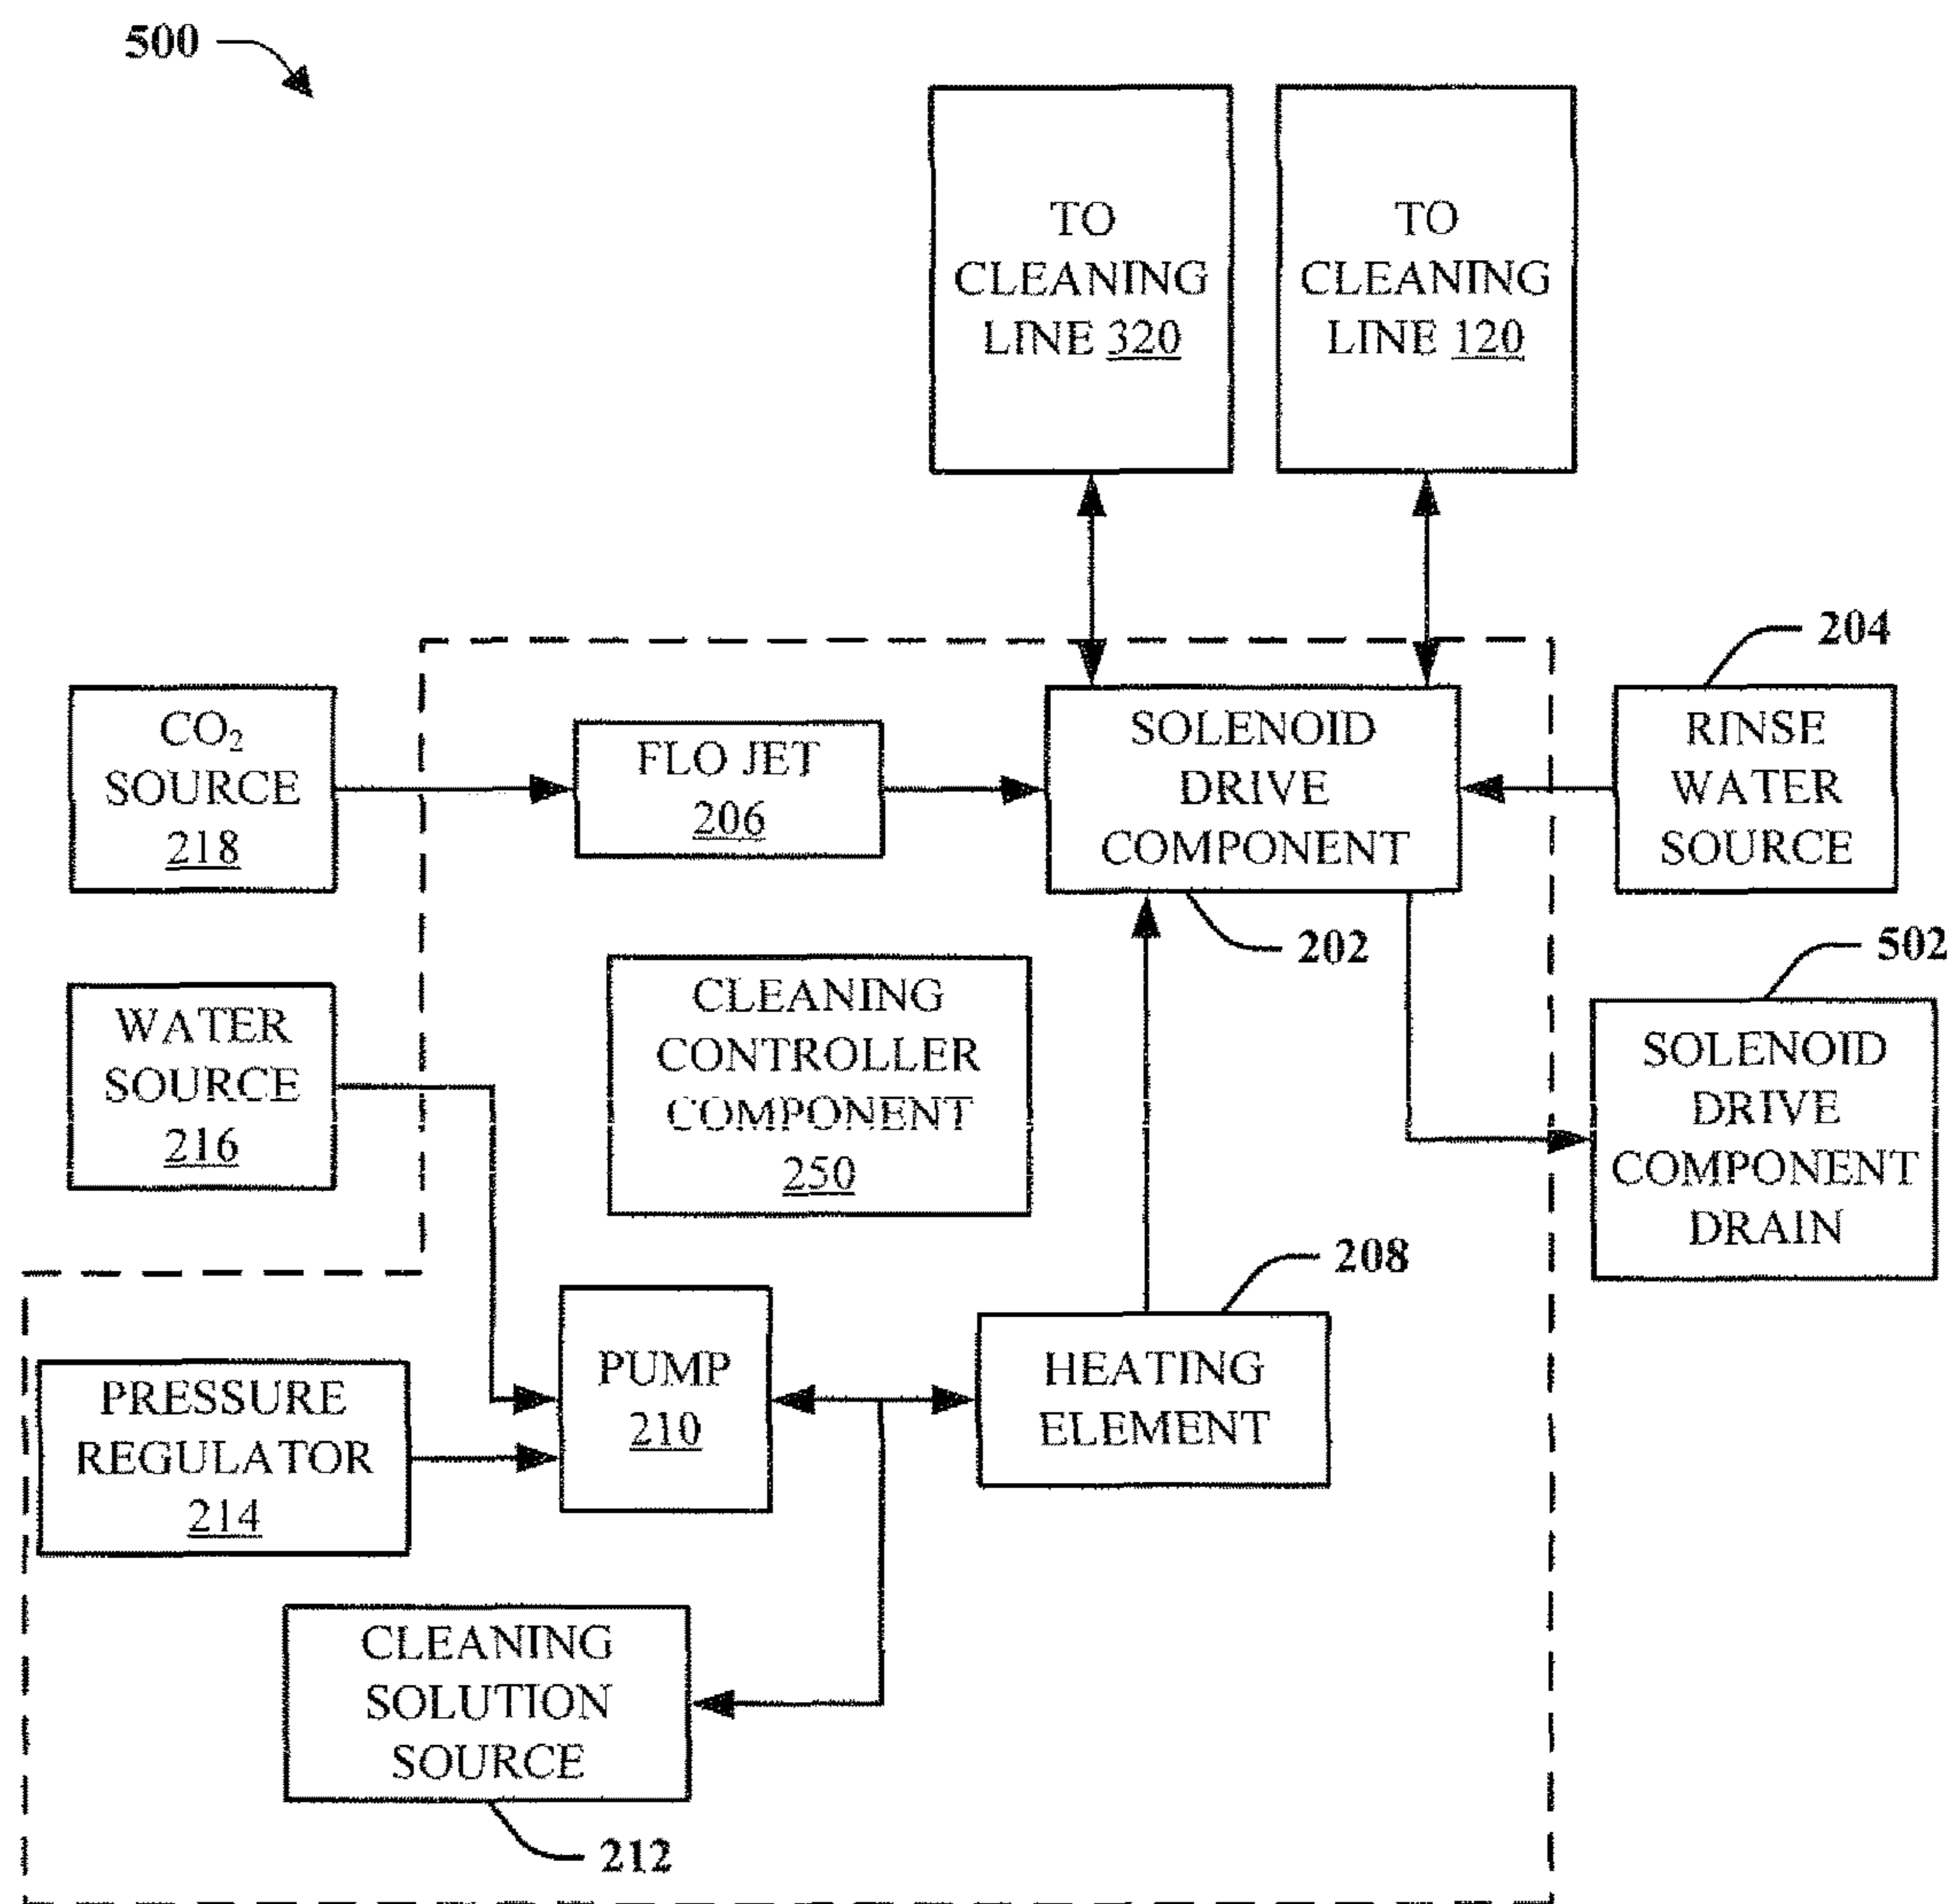 500
TO
CLEANING
LINE 320
TO
CLEANING
LINE 120
204
CO₂
SOURCE
218
FLO JET
206
SOLENOID
DRIVE
COMPONENT
RINSE
WATER
SOURCE
202
502
WATER
SOURCE
216
CLEANING
CONTROLLER
COMPONENT
250
SOLENOID
DRIVE
COMPONENT
DRAIN
208
PRESSURE
REGULATOR
214
PUMP
210
HEATING
ELEMENT
CLEANING
SOLUTION
SOURCE
212